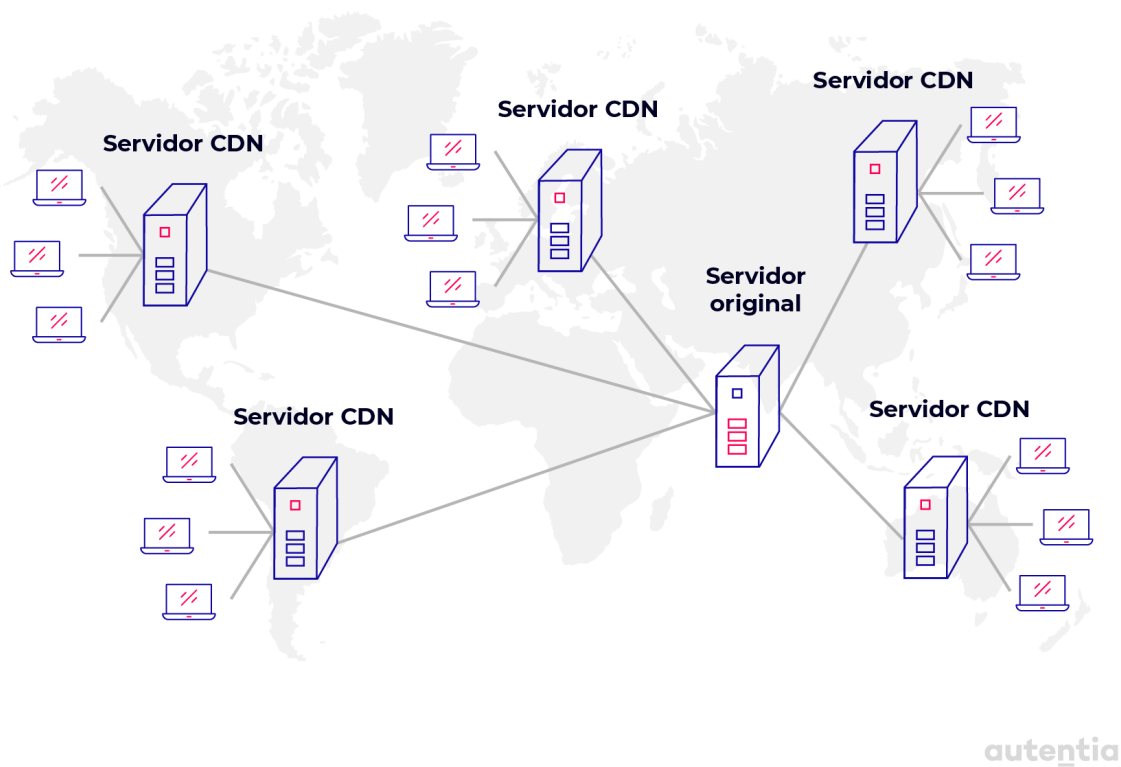 Servidor CDN
Servidor CDN
Servidor CDN
Servidor
original
Servidor CDN
Servidor CDN
autentia